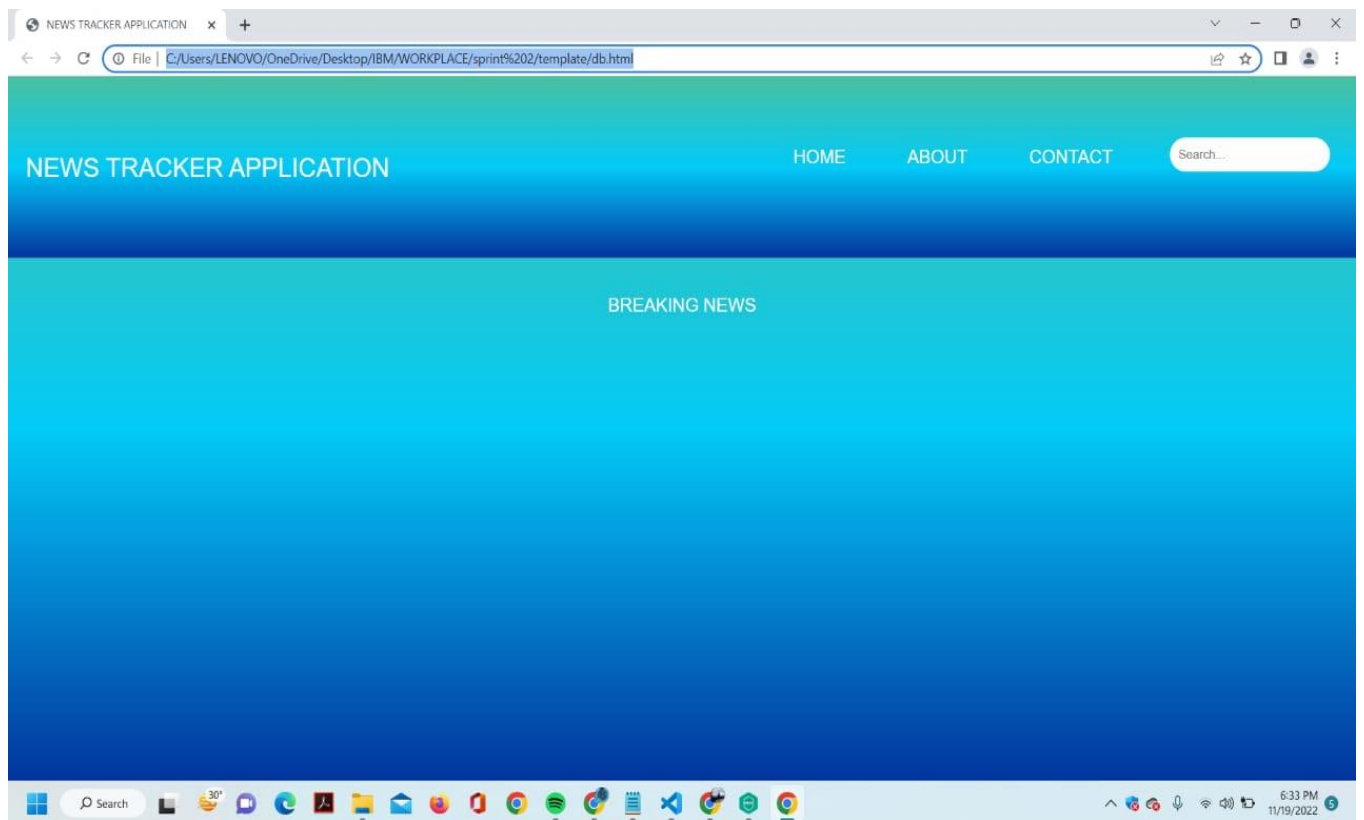 NEWS TRACKER APPLICATION
File
C:/Users/LENOVO/OneDrive/Desktop/IBM/WORKPLACE/sprint%202/template/db.html
NEWS TRACKER APPLICATION
HOME
ABOUT
CONTACT
Search...
BREAKING NEWS
Search
30°
6:33 PM
11/19/2022
5